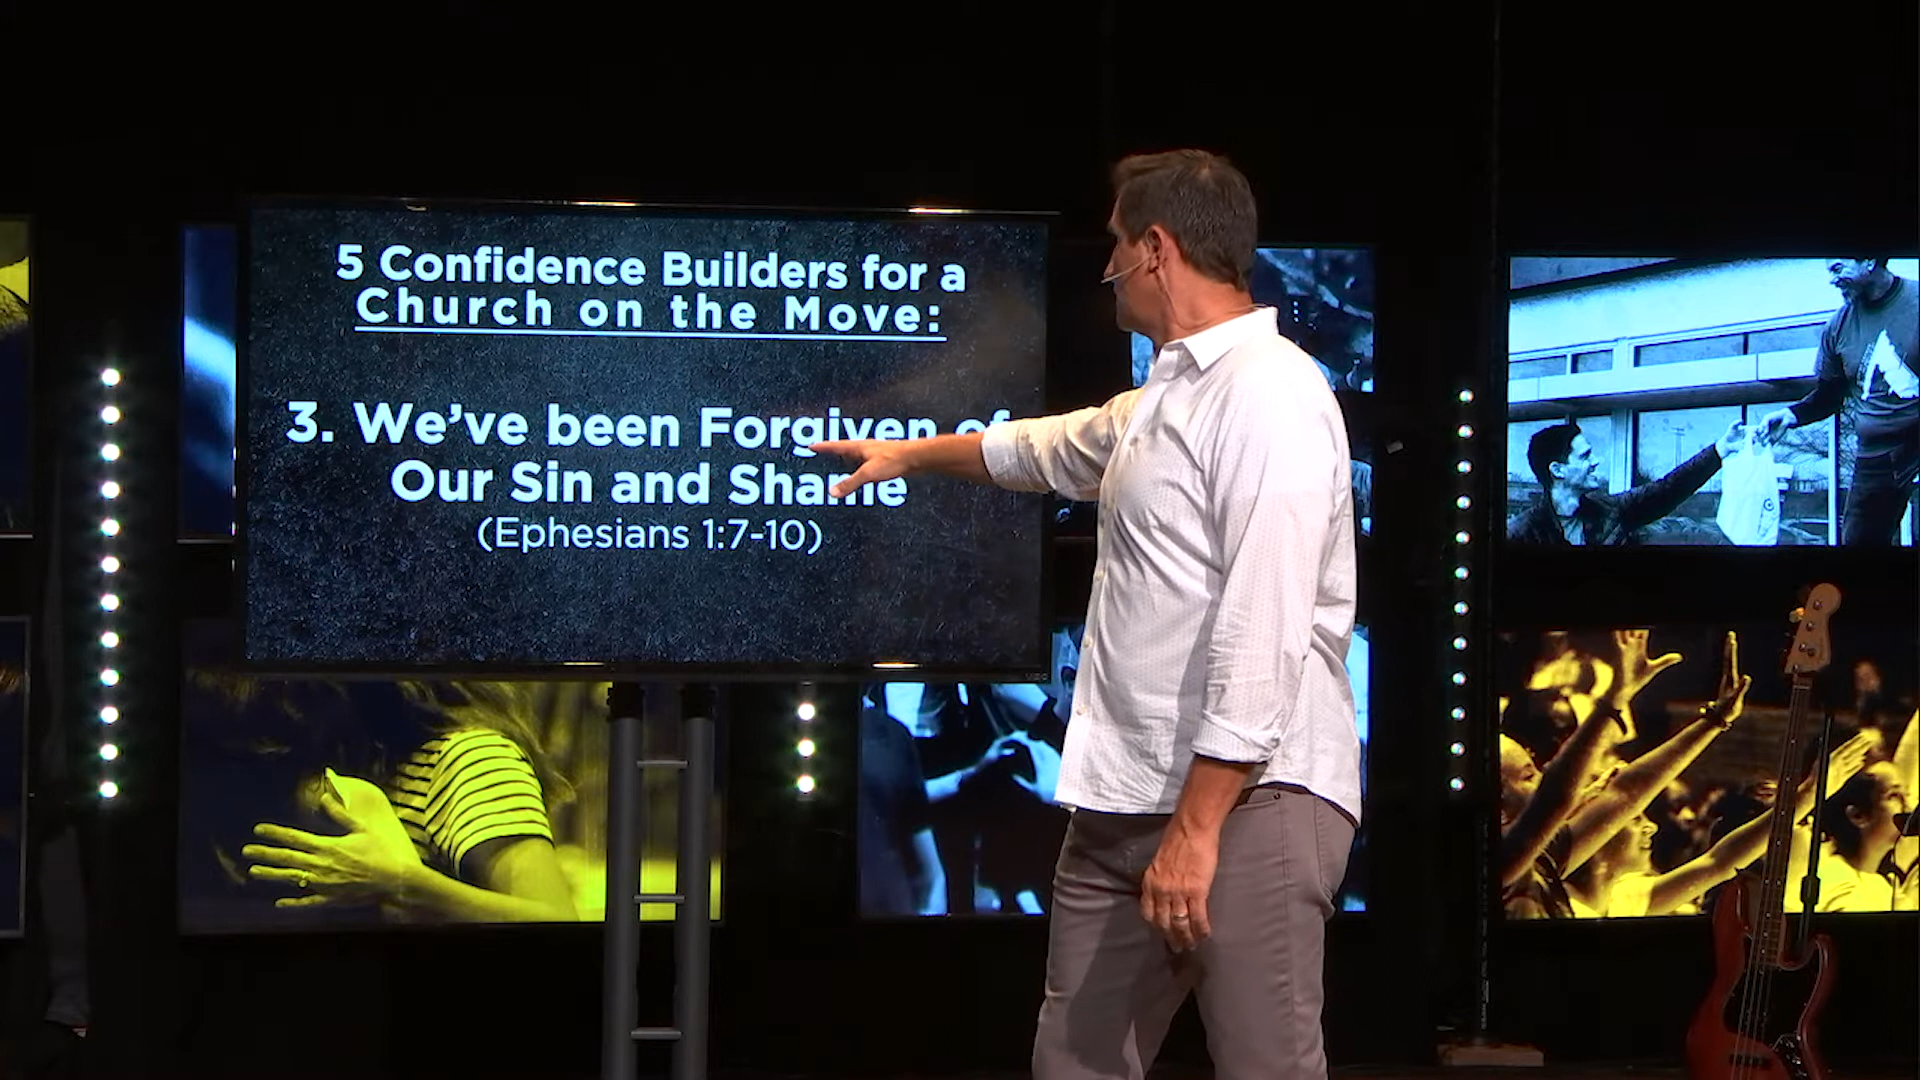 5 Confidence Builders for a
Church on the Move:
3. We've been Forgiven of
Our Sin and Shame
(Ephesians 1:7-10)